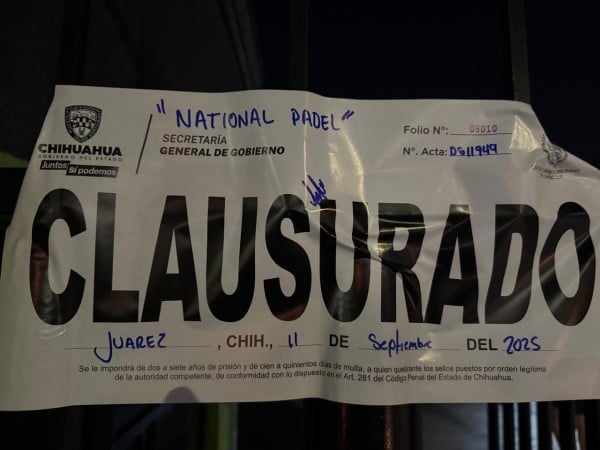 "NATIONAL PADEL"
CHIHUAHUA
GOBIERNO DEL ESTADO
Juntos Sí podemos
SECRETARÍA
GENERAL DE GOBIERNO
Folio N°: 08010
N°. Acta: DG11949
CLAUSURADO
JUAREZ, CHIH., 11 DE Septiembre DEL 2025
Se le impondrá de dos a siete años de prisión y de cien a quinientos días de multa, a quien quebrante los sellos puestos por orden legítima
de la autoridad competente, de conformidad con lo dispuesto en el Art. 281 del Código Penal del Estado de Chihuahua.